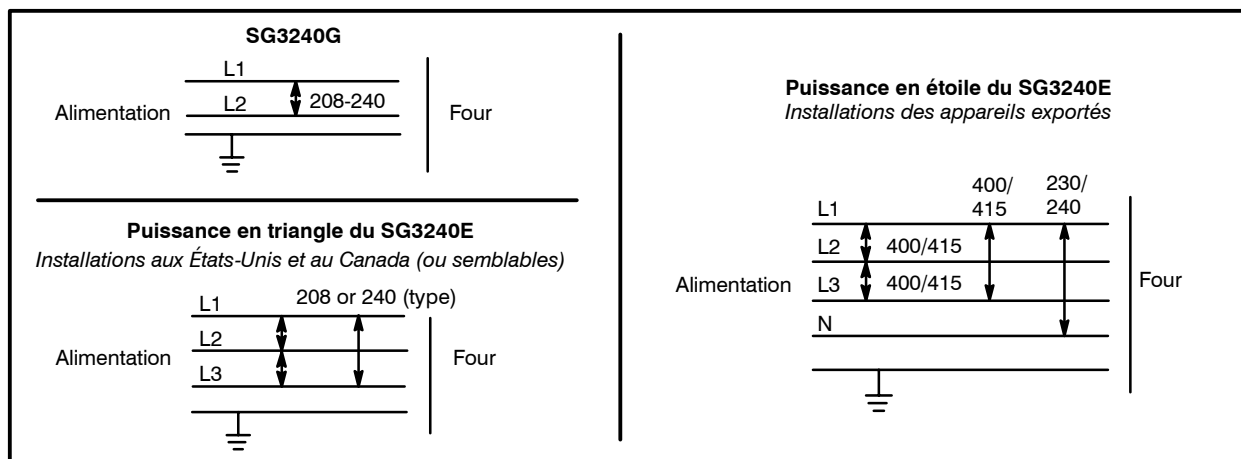 SG3240G
L1
Alimentation
L2
208-240
Four
Puissance en triangle du SG3240E
Installations aux États-Unis et au Canada (ou semblables)
208 or 240 (type)
L1
L2
Alimentation
Four
L3
Puissance en étoile du SG3240E
Installations des appareils exportés
400/
415
230/
240
L1
L2
400/415
Alimentation
L3
400/415
Four
N